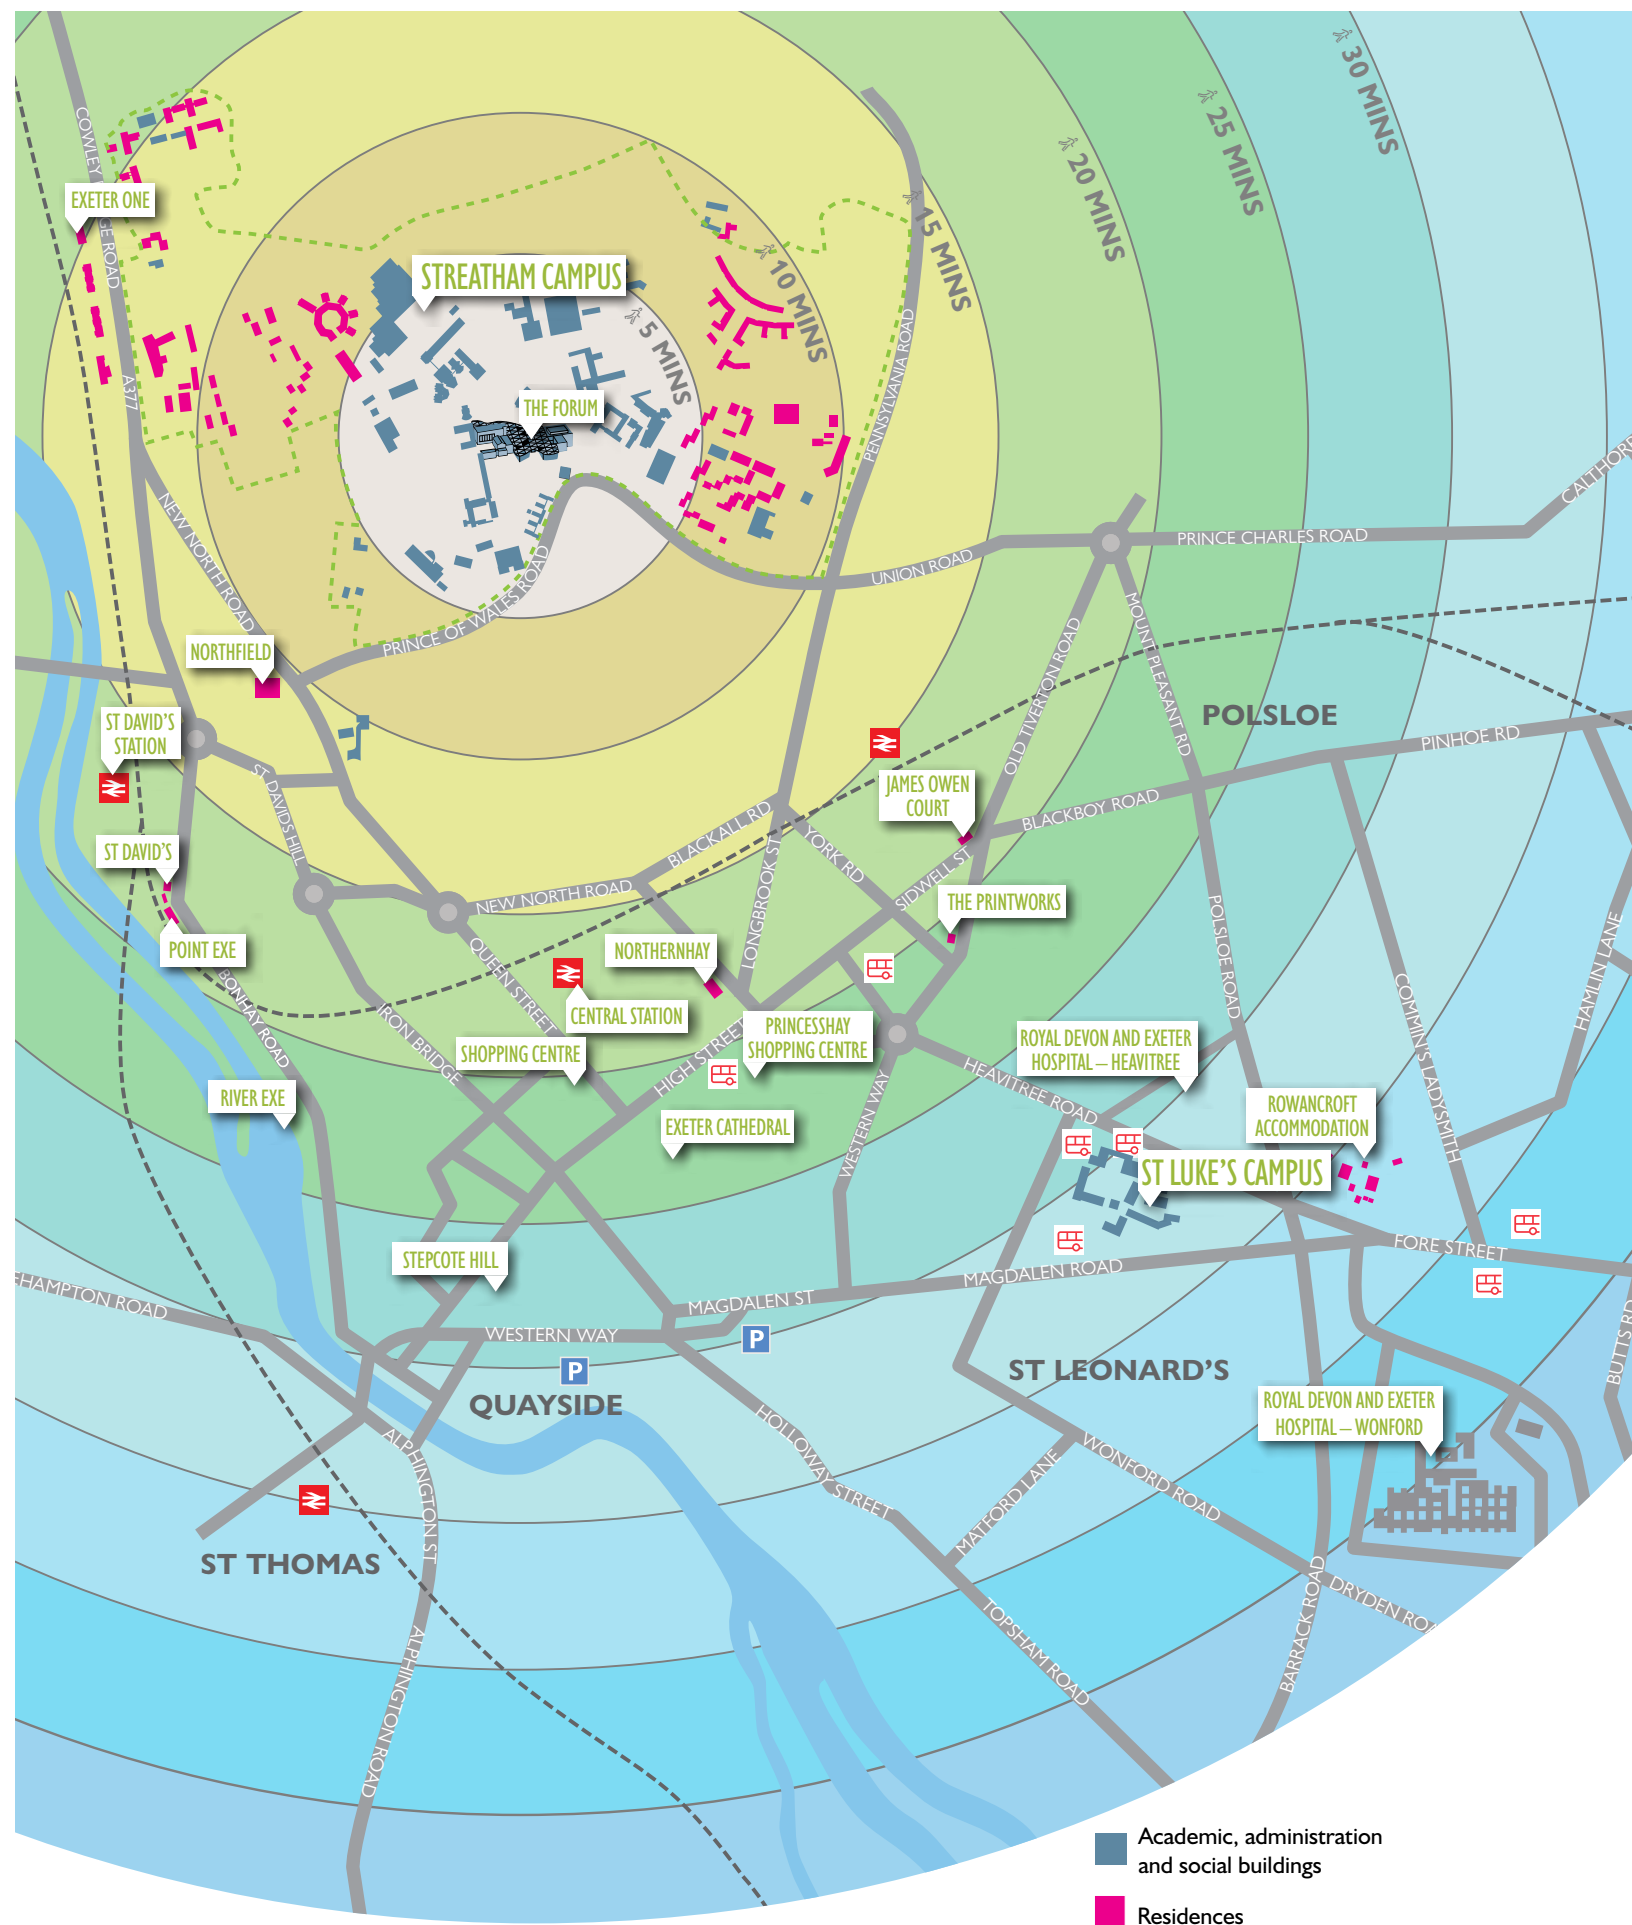 30 MINS
25 MINS
20 MINS
15 MINS
10 MINS
5 MINS
COWLEY
GE ROAD
A377
EXETER ONE
STREATHAM CAMPUS
THE FORUM
PENNSYLVANIA ROAD
NEW NORTH ROAD
PRINCE OF WALES ROAD
UNION ROAD
PRINCE CHARLES ROAD
CALTHOR
NORTHFIELD
MOUNT PLEASANT RD
OLD TIVERTON ROAD
POLSLOE
PINHOE RD
ST DAVID'S
STATION
ST DAVIDS HILL
JAMES OWEN
COURT
BLACKBOY ROAD
BLACKALL RD
YORK RD
LONGBROOK ST
SIDWELL ST
ST DAVID'S
NEW NORTH ROAD
THE PRINTWORKS
POLSLOE ROAD
HAMLIN LANE
POINT EXE
NORTHERNHAY
QUEEN STREET
BONHAY ROAD
IRON BRIDGE
CENTRAL STATION
SHOPPING CENTRE
HIGH STREET
PRINCESSHAY
SHOPPING CENTRE
ROYAL DEVON AND EXETER
HOSPITAL – HEAVITREE
COMMIN'S LADYSMITH
HEAVITREE ROAD
RIVER EXE
EXETER CATHEDRAL
WESTERN WAY
ROWANCROFT
ACCOMMODATION
ST LUKE'S CAMPUS
STEPCOTE HILL
FORE STREET
MAGDALEN ROAD
MAGDALEN ST
EHAMPTON ROAD
WESTERN WAY
P
P
BUTTS RD
ST LEONARD'S
QUAYSIDE
ROYAL DEVON AND EXETER
HOSPITAL – WONFORD
HOLLOWAY STREET
ALPHINGTON ST
MATFORD LANE
WONFORD ROAD
ST THOMAS
BARRACK ROAD
DRYDEN ROA
TOPSHAM ROAD
ALPHINGTON ROAD
Academic, administration
and social buildings
Residences